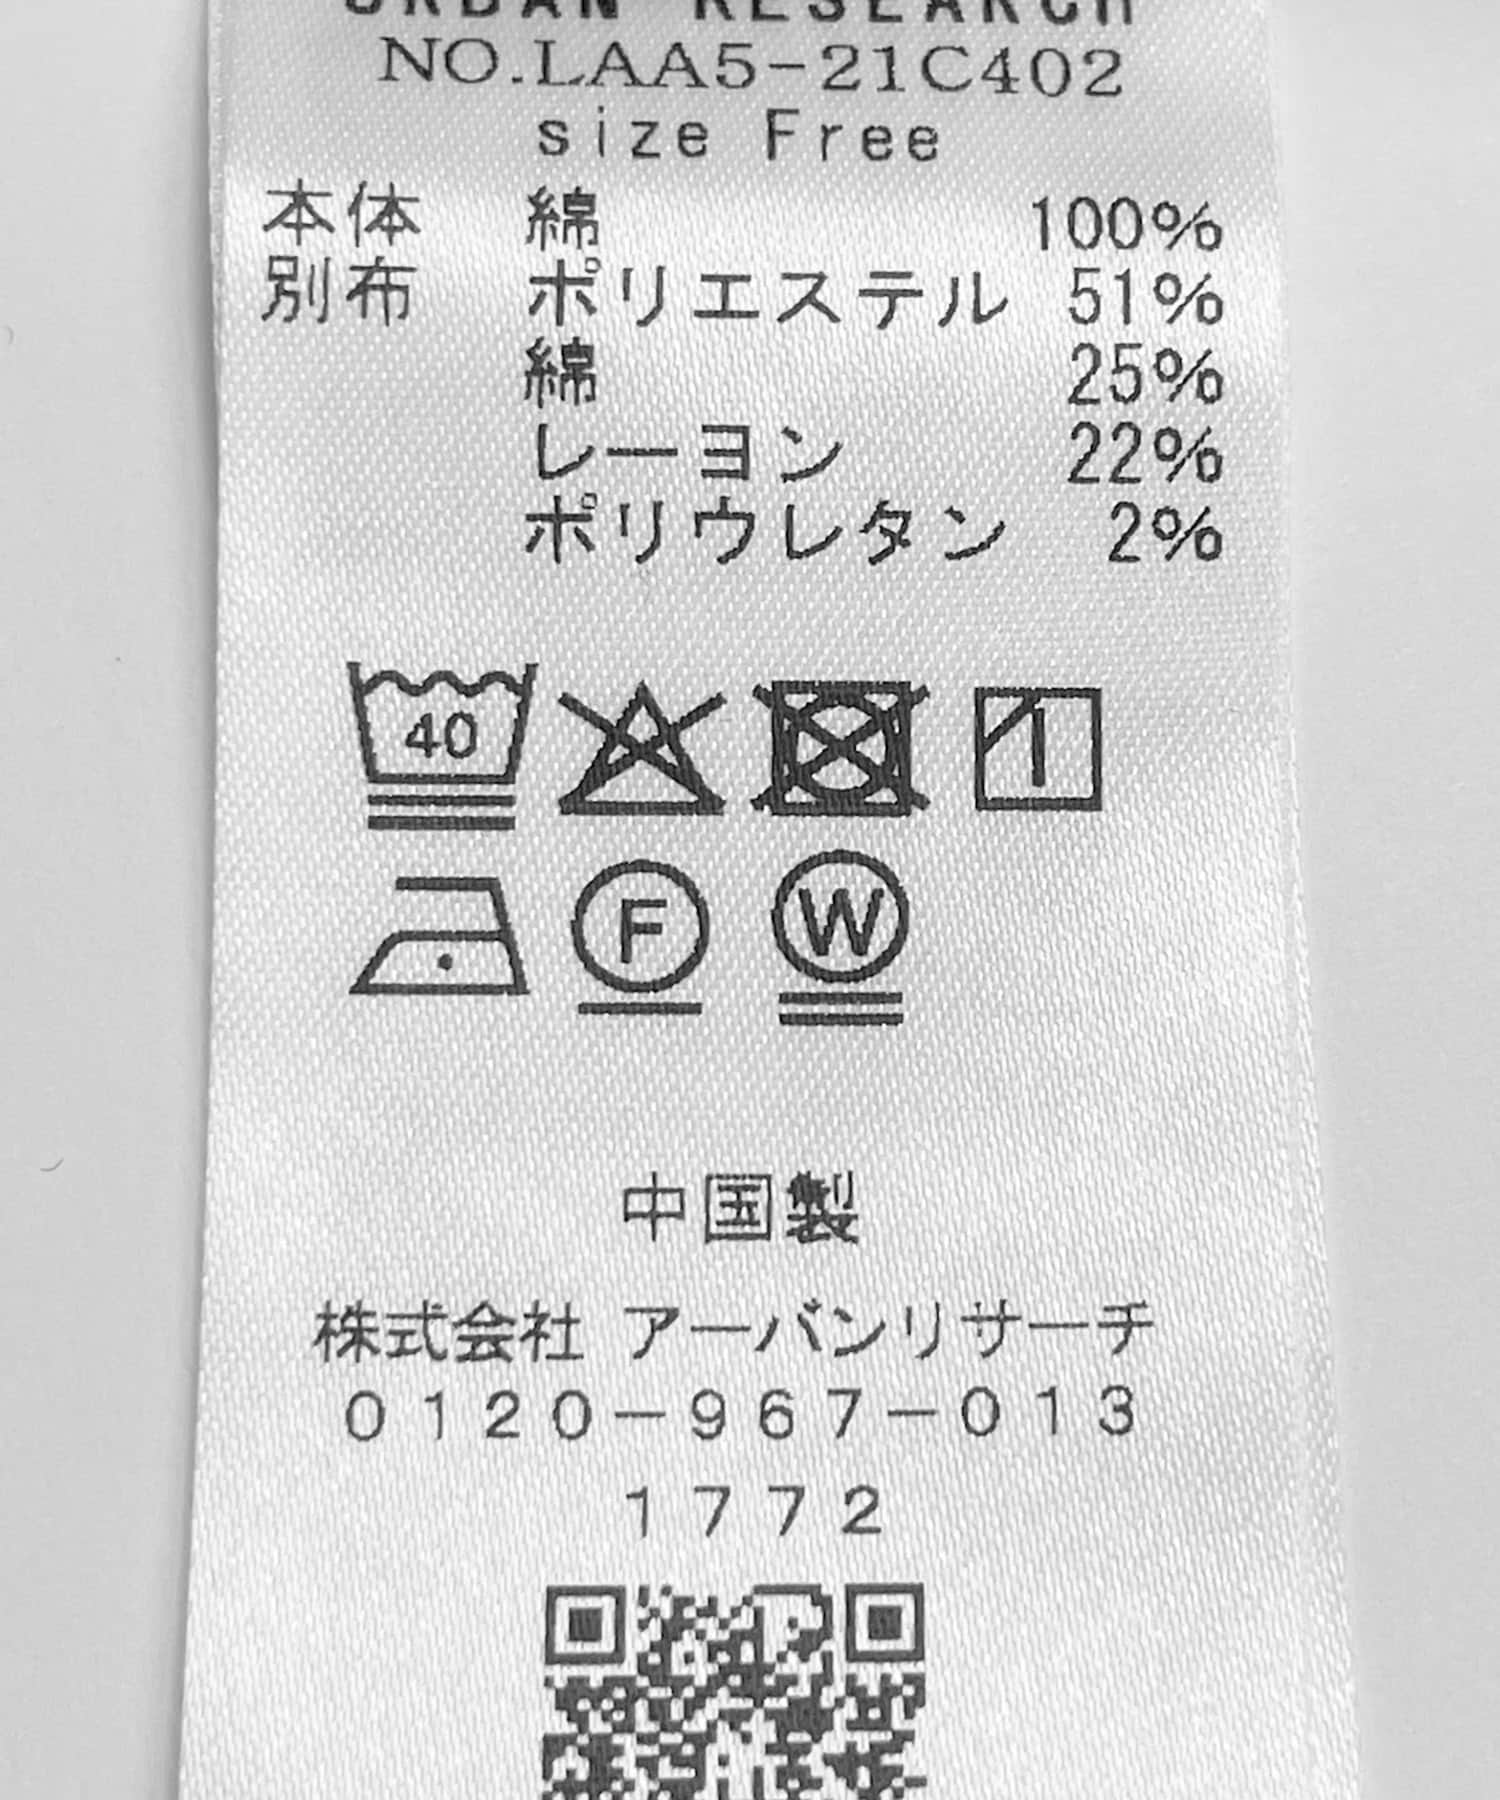 URBAN RESEARCH
NO.LAA5-21C402
size Free
本体 綿 100%
別布 ポリエステル 51%
綿 25%
レーヨン 22%
ポリウレタン 2%
40
F W
中国製
株式会社 アーバンリサーチ
0120-967-013
1772